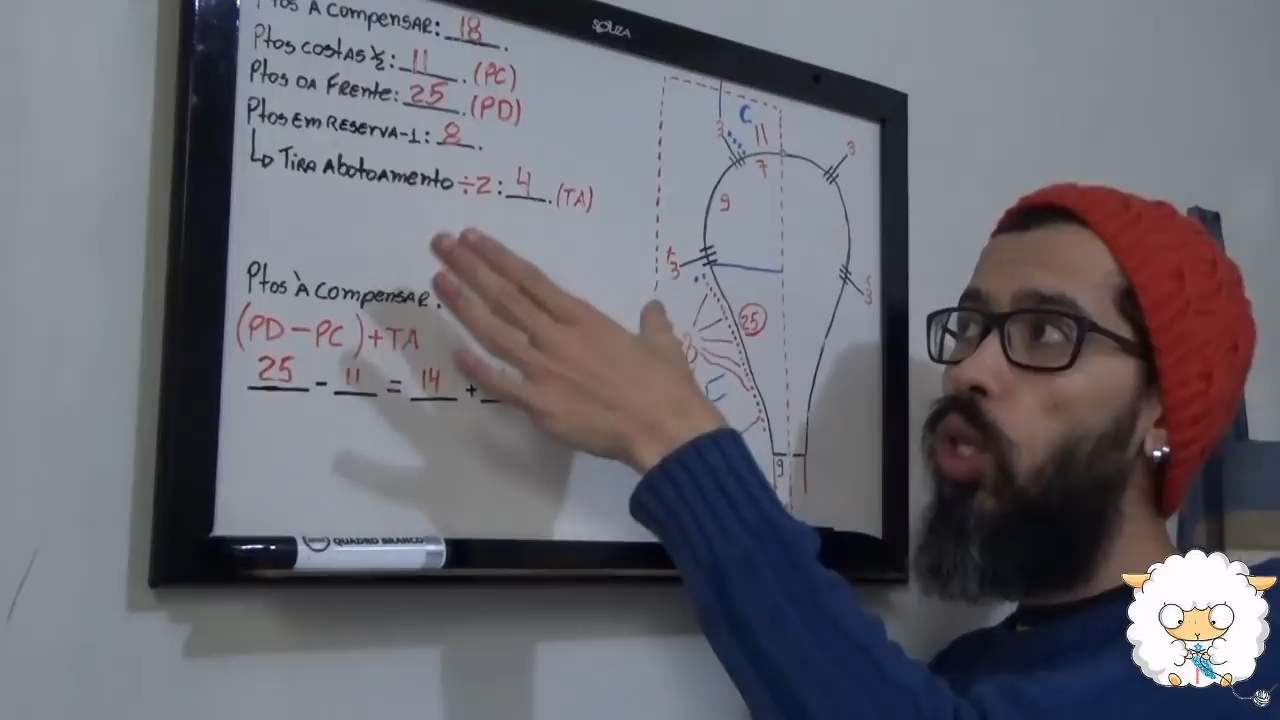 Ptos À compensAR: 18.
Ptos costAs ½: 11. (PC)
Ptos DA FRente: 25. (PD)
Ptos Em ReseRvA-1: 8.
↳ TiRA AbotoAmento ÷2: 4. (TA)
Ptos À compensAR:
(PD-PC)+TA
25 - 11 = 14 +
SOUZA
C
3
11
7
3
9
+
3
25
3
9
QUADRO BRANCO